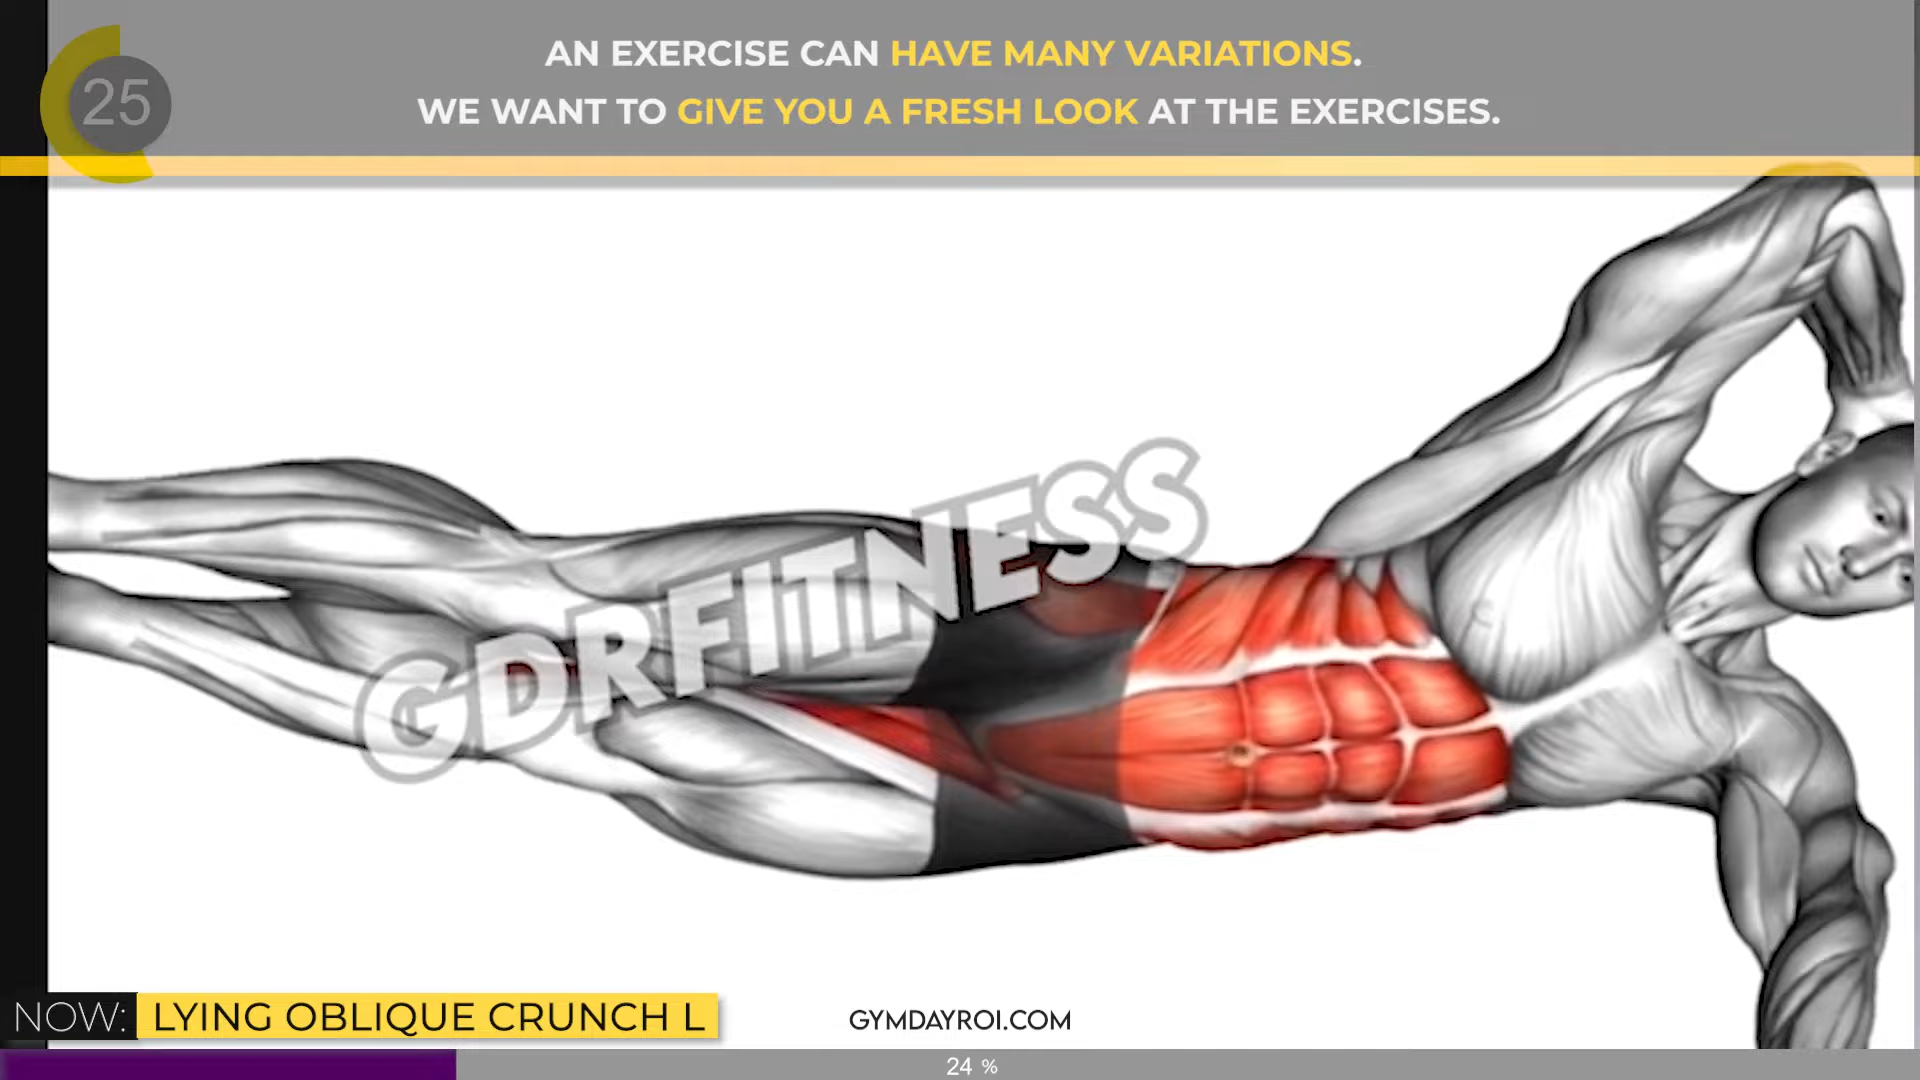 25
AN EXERCISE CAN HAVE MANY VARIATIONS.
WE WANT TO GIVE YOU A FRESH LOOK AT THE EXERCISES.
GDRFITNESS
NOW: LYING OBLIQUE CRUNCH L
GYMDAYROI.COM
24 %